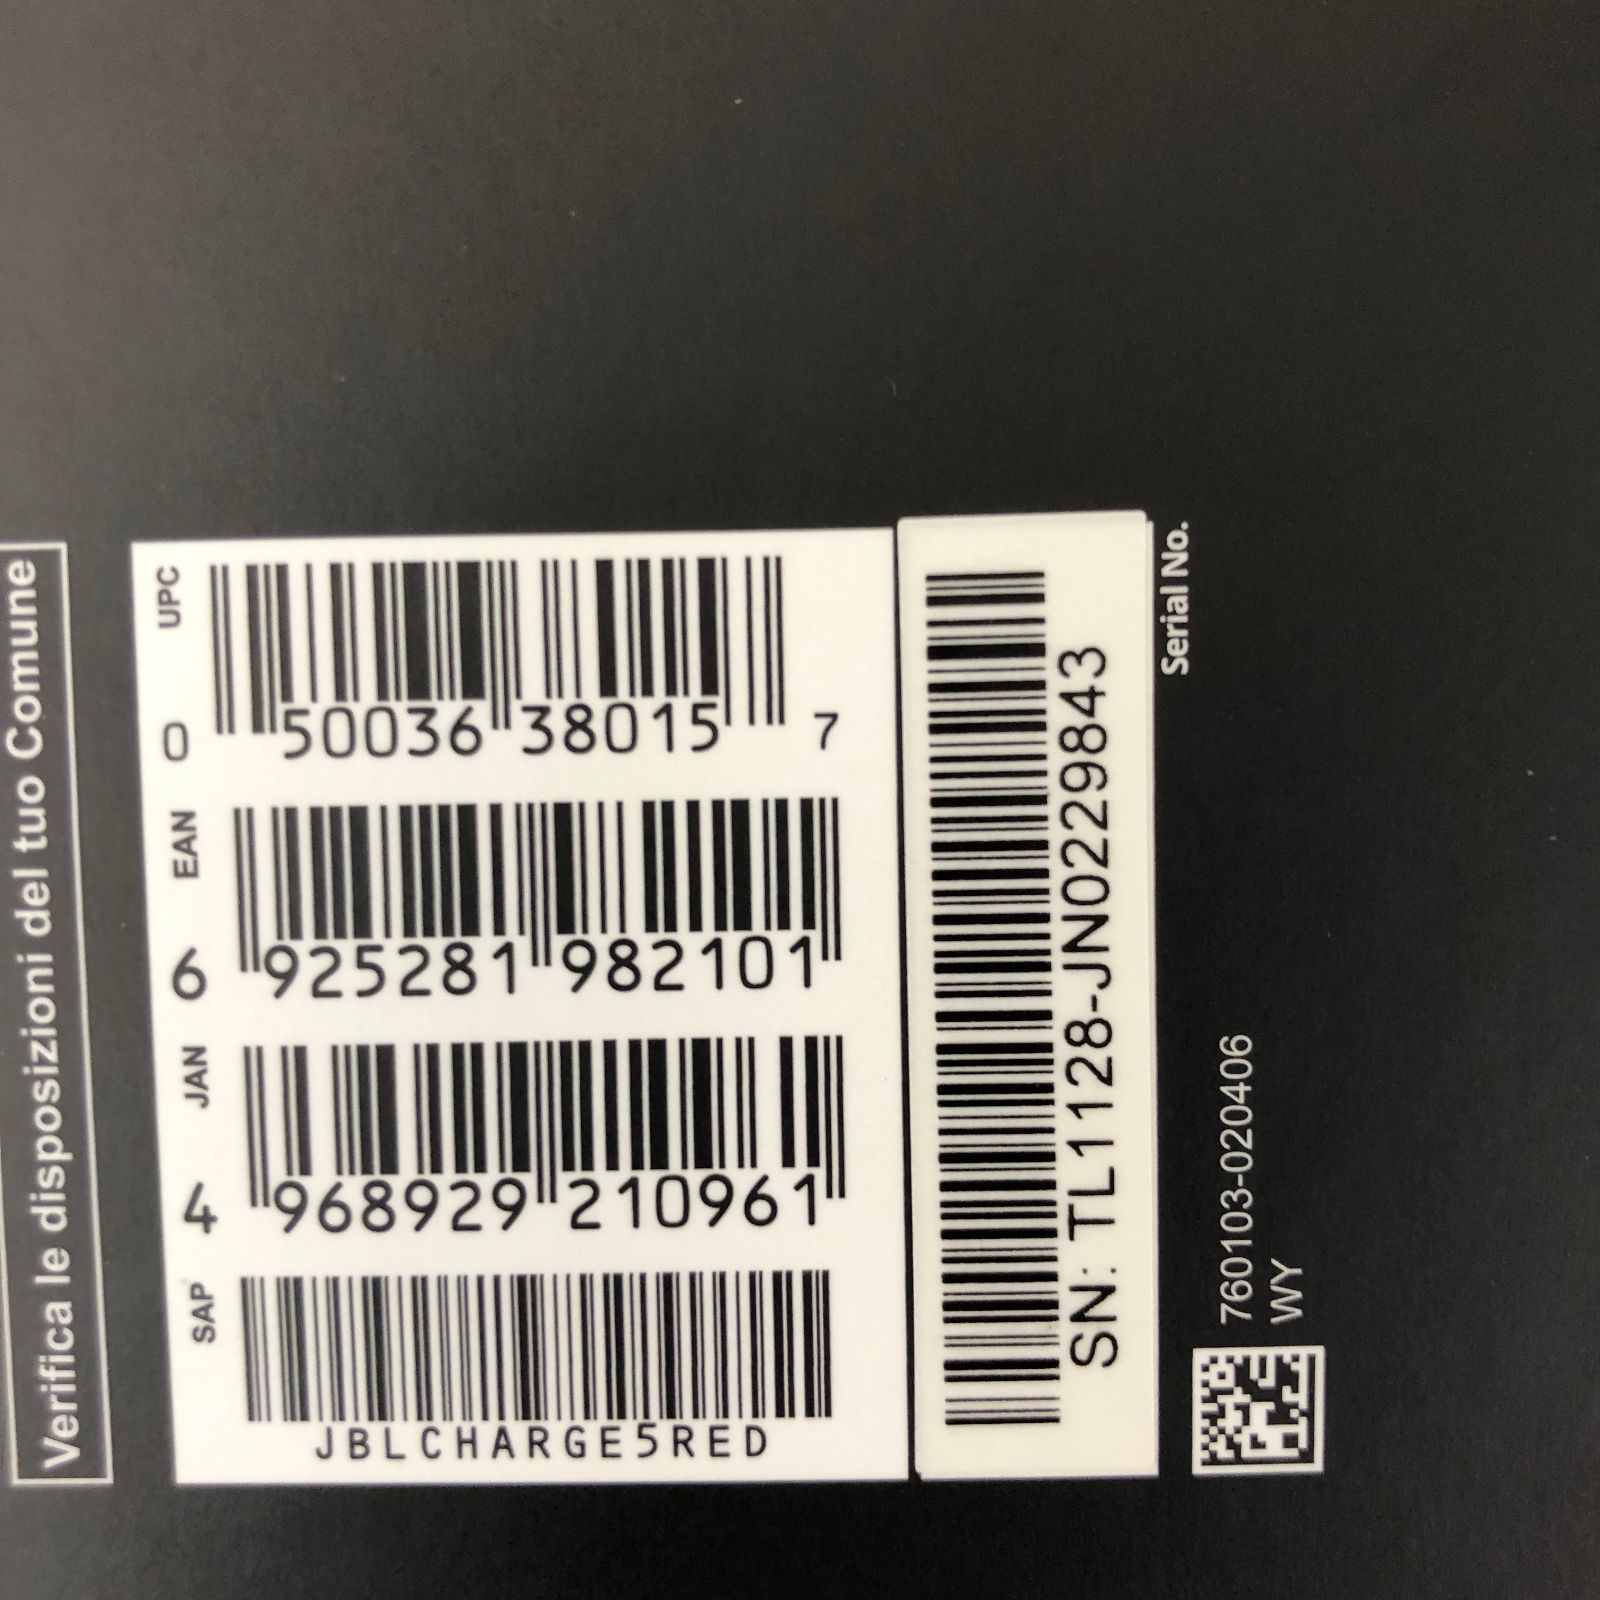 Verifica le disposizioni del tuo Comune
UPC
0 50036 38015 7
EAN
6 925281 982101
JAN
4 968929 210961
SAP
JBLCHARGE5RED
SN: TL1128-JN0229843
Serial No.
760103-020406
WY